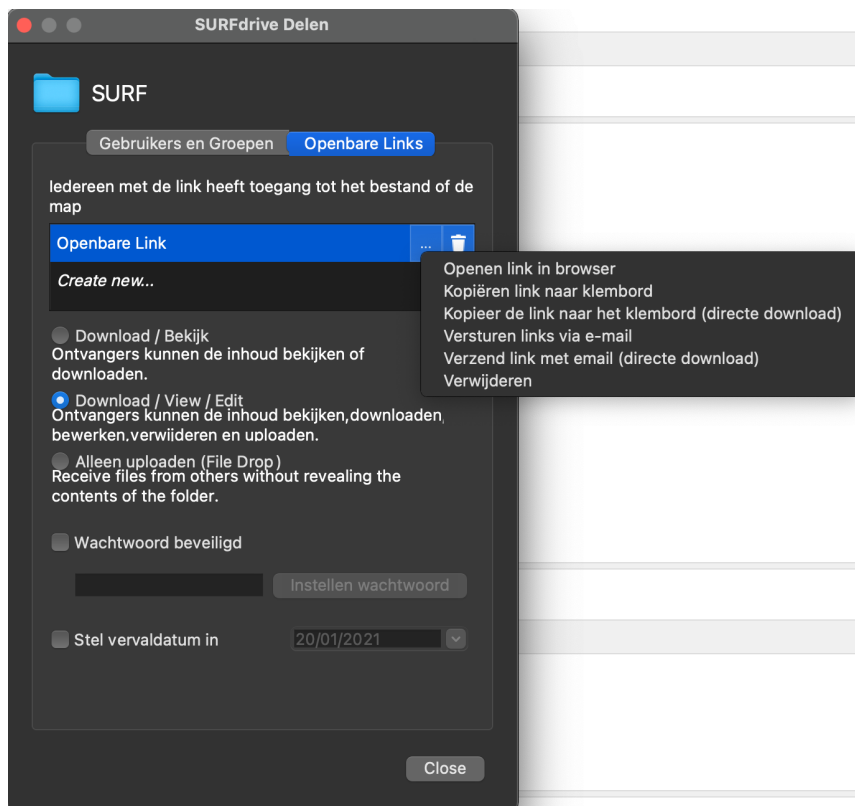 SURFdrive Delen
SURF
Gebruikers en Groepen
Openbare Links
Iedereen met de link heeft toegang tot het bestand of de
map
Openbare Link
...
Create new...
Openen link in browser
Kopiëren link naar klembord
Kopieer de link naar het klembord (directe download)
Versturen links via e-mail
Verzend link met email (directe download)
Verwijderen
Download / Bekijk
Ontvangers kunnen de inhoud bekijken of
downloaden.
Download / View / Edit
Ontvangers kunnen de inhoud bekijken,downloaden,
bewerken,verwijderen en uploaden.
Alleen uploaden (File Drop)
Receive files from others without revealing the
contents of the folder.
Wachtwoord beveiligd
Instellen wachtwoord
Stel vervaldatum in
20/01/2021
Close